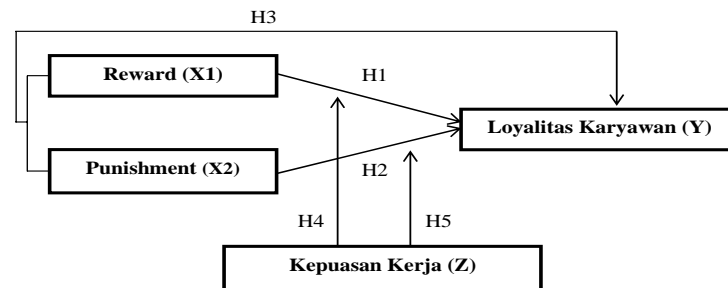 H3
Reward (X1)
H1
Loyalitas Karyawan (Y)
Punishment (X2)
H2
H4
H5
Kepuasan Kerja (Z)